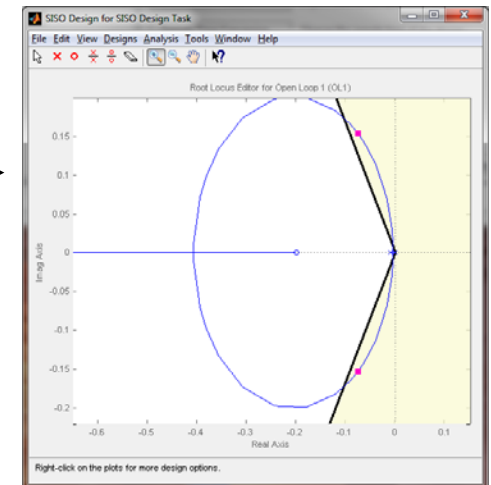 SISO Design for SISO Design Task
File Edit View Designs Analysis Tools Window Help
Root Locus Editor for Open Loop 1 (OL1)
0.15
0.1
0.05
0
-0.05
-0.1
-0.15
-0.2
Imag Axis
-0.6 -0.5 -0.4 -0.3 -0.2 -0.1 0 0.1
Real Axis
Right-click on the plots for more design options.